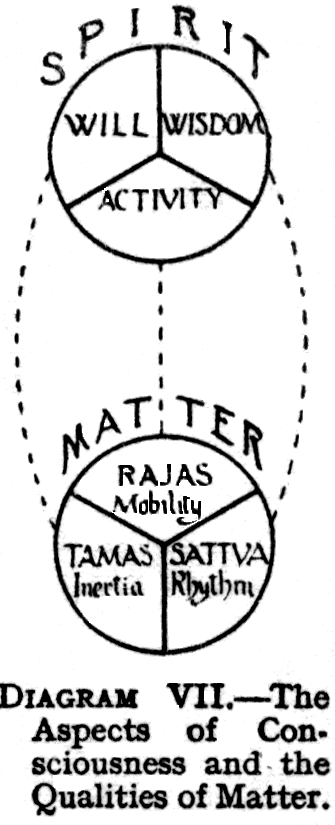 SPIRIT
WILL WISDOM
ACTIVITY
MATTER
RAJAS
Mobility
TAMAS SATTVA
Inertia Rhythm
DIAGRAM VII.—The
Aspects of Con-
sciousness and the
Qualities of Matter.